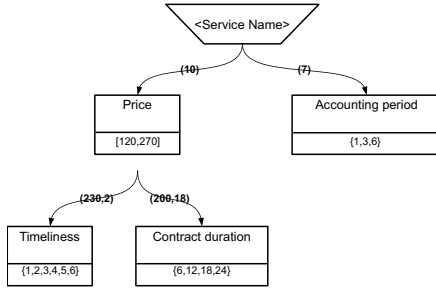 <Service Name>
(10)
(7)
Price
[120,270]
Accounting period
{1,3,6}
(230,2)
(200,18)
Timeliness
{1,2,3,4,5,6}
Contract duration
{6,12,18,24}